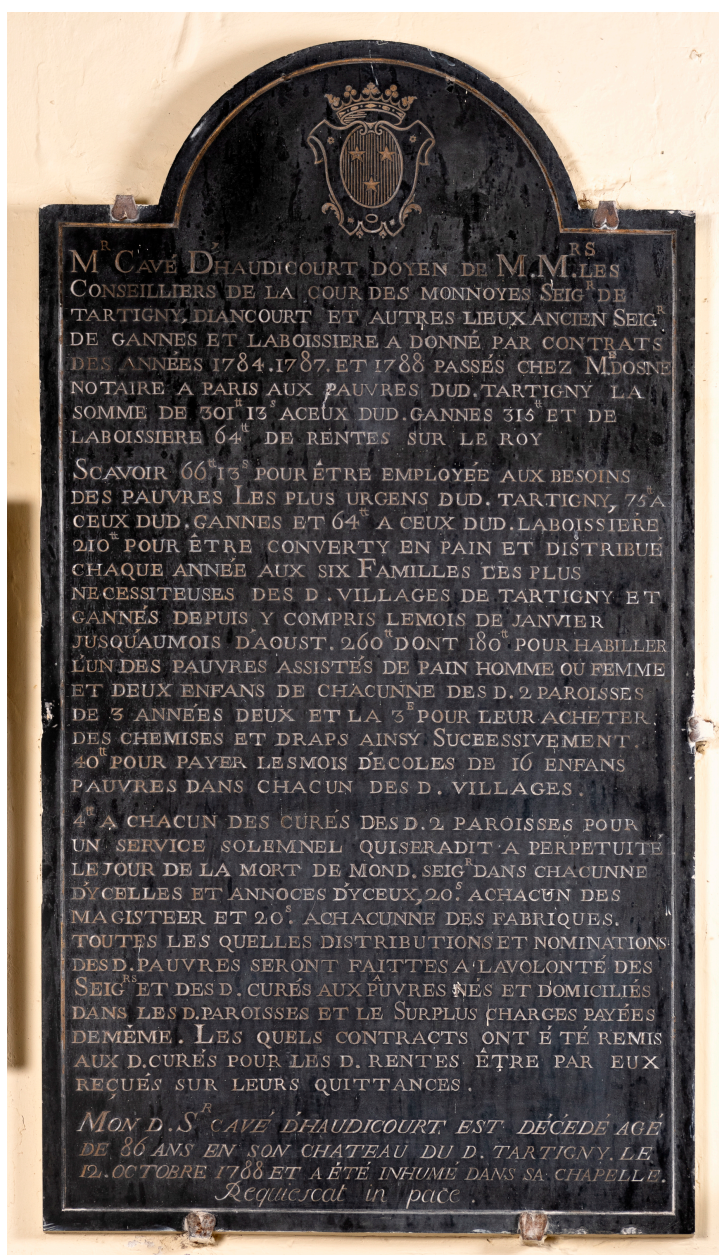 MR CAVÉ D'HAUDICOURT DOYEN DE M.M.RS LES
CONSEILLIERS DE LA COUR DES MONNOYES SEIGR DE
TARTIGNY, DIANCOURT ET AUTRES LIEUX ANCIEN SEIGR
DE GANNES ET LABOISSIERE A DONNÉ PAR CONTRATS
DES ANNÉES 1784.1787. ET 1788 PASSÉS CHEZ ME DOSNE
NOTAIRE A PARIS AUX PAUVRES DUD. TARTIGNY LA
SOMME DE 301tt 13s ACEUX DUD. GANNES 315tt ET DE
LABOISSIERE 64tt DE RENTES SUR LE ROY
SCAVOIR 66tt 13s POUR ÊTRE EMPLOYÉE AUX BESOINS
DES PAUVRES LES PLUS URGENS DUD. TARTIGNY, 75tt A
CEUX DUD. GANNES ET 64tt A CEUX DUD. LABOISSIERE
210tt POUR ÊTRE CONVERTY EN PAIN ET DISTRIBUÉ
CHAQUE ANNÉE AUX SIX FAMILLES LES PLUS
NECESSITEUSES DES D. VILLAGES DE TARTIGNY ET
GANNÉS DEPUIS Y COMPRIS LEMOIS DE JANVIER
JUSQU'AUMOIS D'AOUST. 260tt DONT 180tt POUR HABILLER
L'UN DES PAUVRES ASSISTÉS DE PAIN HOMME OU FEMME
ET DEUX ENFANS DE CHACUNNE DES D. 2 PAROISSES
DE 3 ANNÉES DEUX ET LA 3E POUR LEUR ACHETER
DES CHEMISES ET DRAPS AINSY SUCEESSIVEMENT.
40tt POUR PAYER LESMOIS D'ECOLES DE 16 ENFANS
PAUVRES DANS CHACUN DES D. VILLAGES.
4tt A CHACUN DES CURÉS DES D. 2 PAROISSES POUR
UN SERVICE SOLEMNEL QUISERADIT A PERPETUITÉ
LEJOUR DE LA MORT DE MOND. SEIGR DANS CHACUNNE
D'YCELLES ET ANNOCES D'YCEUX, 20s. ACHACUN DES
MAGISTEER ET 20s. ACHACUNNE DES FABRIQUES.
TOUTES LES QUELLES DISTRIBUTIONS ET NOMINATIONS
DES D. PAUVRES SERONT FAITTES A LAVOLONTÉ DES
SEIGRS ET DES D. CURÉS AUX PAUVRES NÉS ET DOMICILIÉS
DANS LES D. PAROISSES ET LE SURPLUS CHARGES PAYÉES
DEMÊME. LES QUELS CONTRACTS ONT É TÉ REMIS
AUX D. CURÉS POUR LES D. RENTES ÊTRE PAR EUX
REÇUÉS SUR LEURS QUITTANCES.
MON D. SR CAVÉ D'HAUDICOURT EST DÉCÉDÉ AGÉ
DE 86 ANS EN SON CHATEAU DU D. TARTIGNY. LE
12. OCTOBRE 1788 ET A ÉTÉ INHUMÉ DANS SA CHAPELLE.
Requiescat in pace.